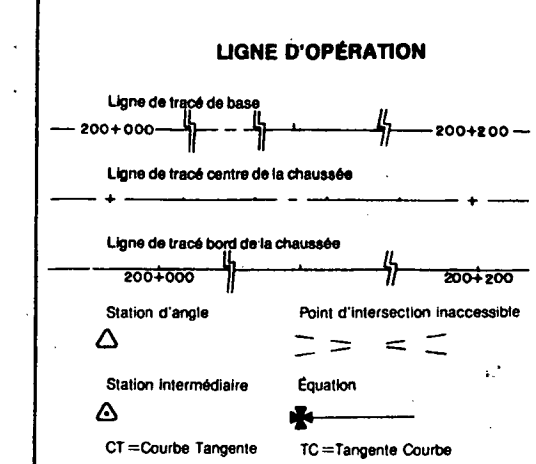 LIGNE D'OPÉRATION
Ligne de tracé de base
200+000 200+200
Ligne de tracé centre de la chaussée
Ligne de tracé bord de la chaussée
200+000 200+200
Station d'angle Point d'intersection inaccessible
Station Intermédiaire Équation
CT=Courbe Tangente TC=Tangente Courbe